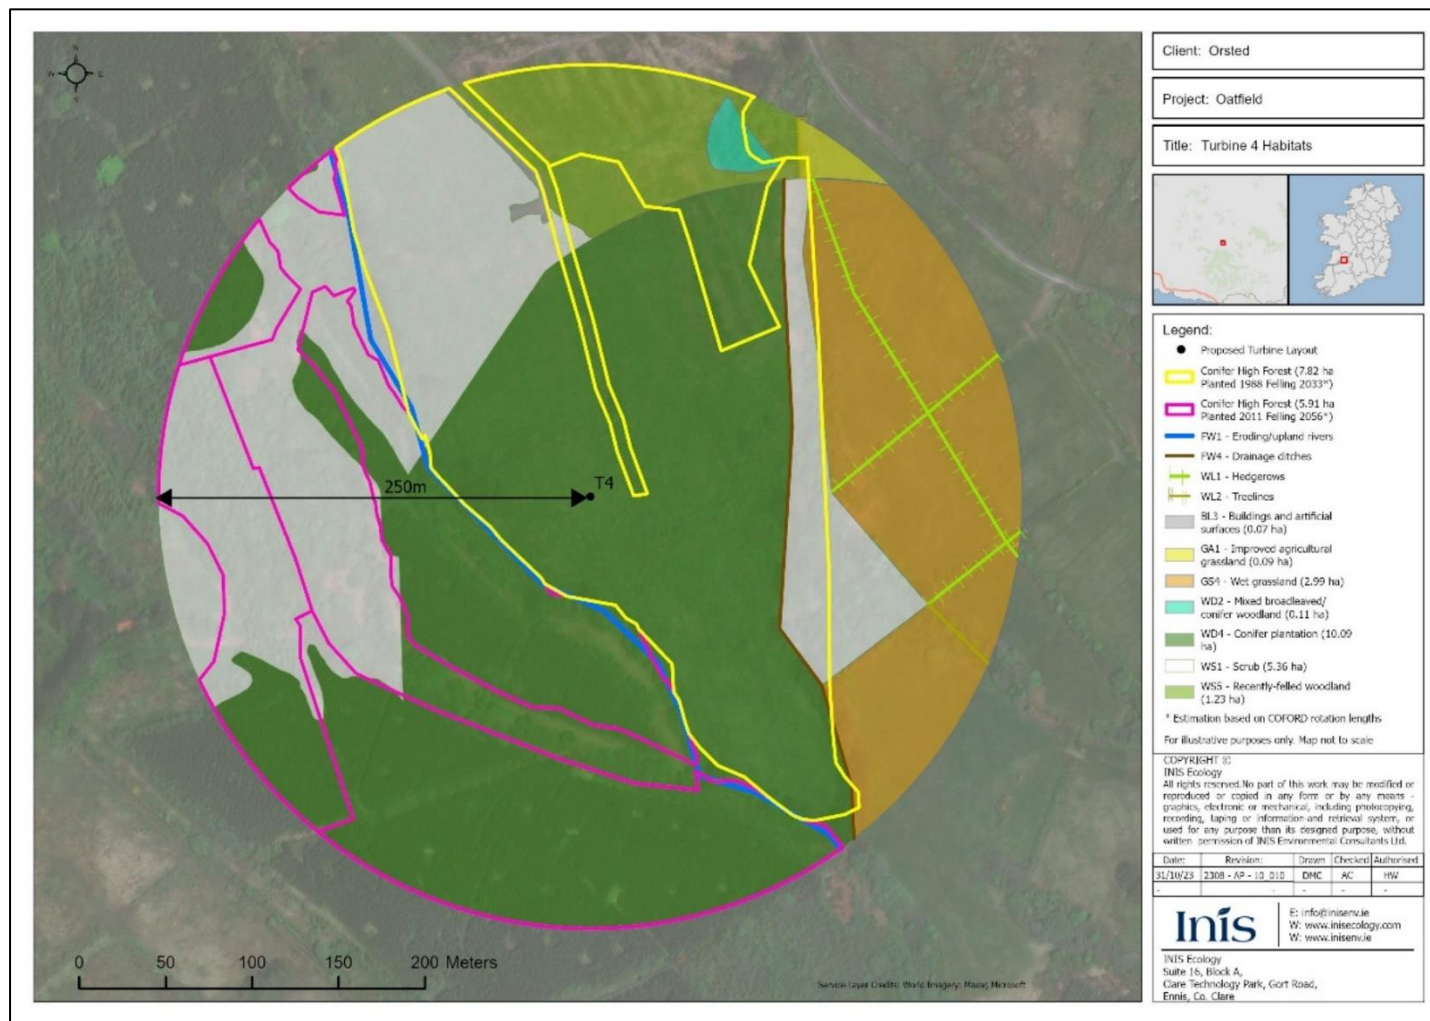 N
W
E
S
T4
250m
0 50 100 150 200 Meters
Service Layer Credits: World Imagery: Maxar, Microsoft
Client: Orsted
Project: Oatfield
Title: Turbine 4 Habitats
Legend:
Proposed Turbine Layout
Conifer High Forest (7.82 ha
Planted 1988 Felling 2033*)
Conifer High Forest (5.91 ha
Planted 2011 Felling 2056*)
FW1 - Eroding/upland rivers
FW4 - Drainage ditches
WL1 - Hedgerows
WL2 - Treelines
BL3 - Buildings and artificial
surfaces (0.07 ha)
GA1 - Improved agricultural
grassland (0.09 ha)
GS4 - Wet grassland (2.99 ha)
WD2 - Mixed broadleaved/
conifer woodland (0.11 ha)
WD4 - Conifer plantation (10.09
ha)
WS1 - Scrub (5.36 ha)
WS5 - Recently-felled woodland
(1.23 ha)
* Estimation based on COFORD rotation lengths
For illustrative purposes only. Map not to scale
COPYRIGHT ©
INIS Ecology
All rights reserved.No part of this work may be modified or
reproduced or copied in any form or by any means -
graphics, electronic or mechanical, including photocopying,
recording, taping or information and retrieval system, or
used for any purpose than its designed purpose, without
written permission of INIS Environmental Consultants Ltd.
Date: Revision: Drawn Checked Authorised
31/10/23 2308 - AP - 10_010 DMC AC HW
- - - - -
Inis
E: info@inisenv.ie
W: www.inisecology.com
W: www.inisenv.ie
INIS Ecology
Suite 16, Block A,
Clare Technology Park, Gort Road,
Ennis, Co. Clare